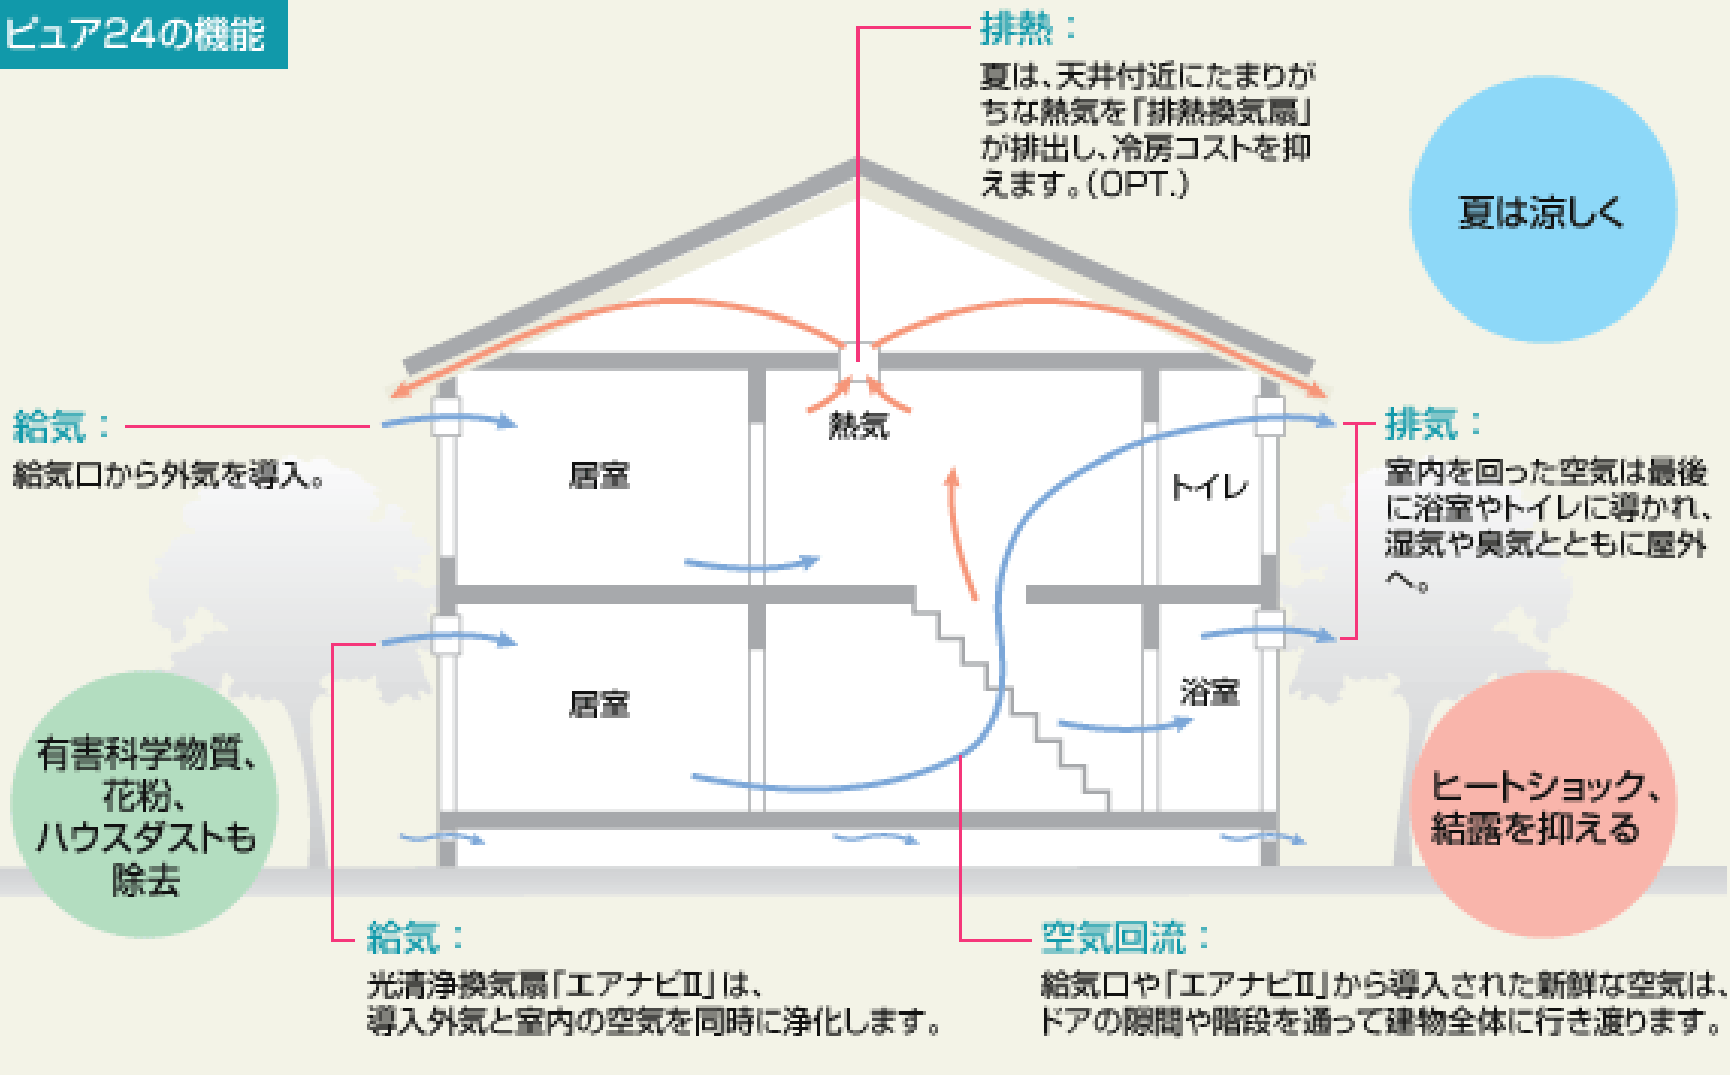 ピュア24の機能
排熱：
夏は、天井付近にたまりが
ちな熱気を「排熱換気扇」
が排出し、冷房コストを抑
えます。(OPT.)
夏は涼しく
給気：
給気口から外気を導入。
熱気
居室
トイレ
排気：
室内を回った空気は最後
に浴室やトイレに導かれ、
湿気や臭気とともに屋外
へ。
居室
浴室
有害科学物質、
花粉、
ハウスダストも
除去
ヒートショック、
結露を抑える
給気：
光清浄換気扇「エアナビⅡ」は、
導入外気と室内の空気を同時に浄化します。
空気回流：
給気口や「エアナビⅡ」から導入された新鮮な空気は、
ドアの隙間や階段を通って建物全体に行き渡ります。